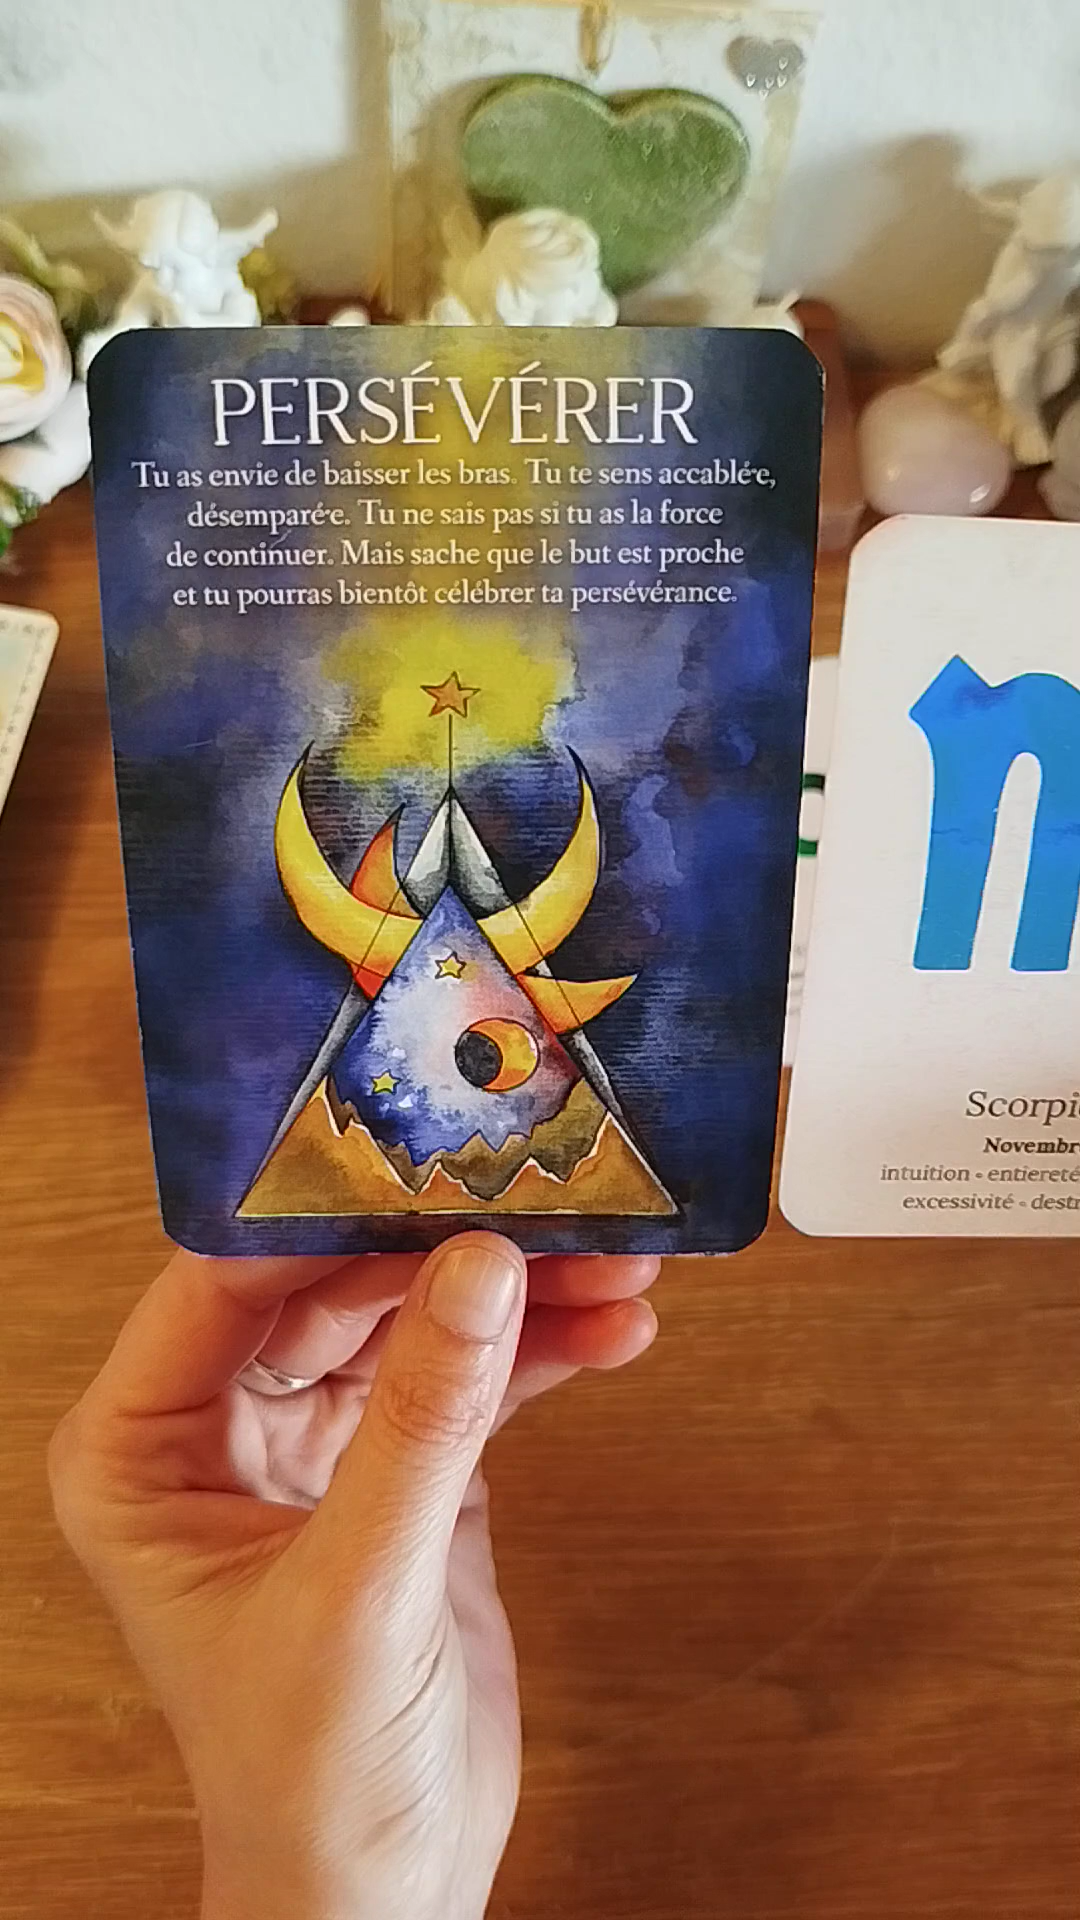 PERSÉVÉRER
Tu as envie de baisser les bras. Tu te sens accablé·e,
désemparé·e. Tu ne sais pas si tu as la force
de continuer. Mais sache que le but est proche
et tu pourras bientôt célébrer ta persévérance.
Scorpi
Novembr
intuition - entiereté
excessivité - destr